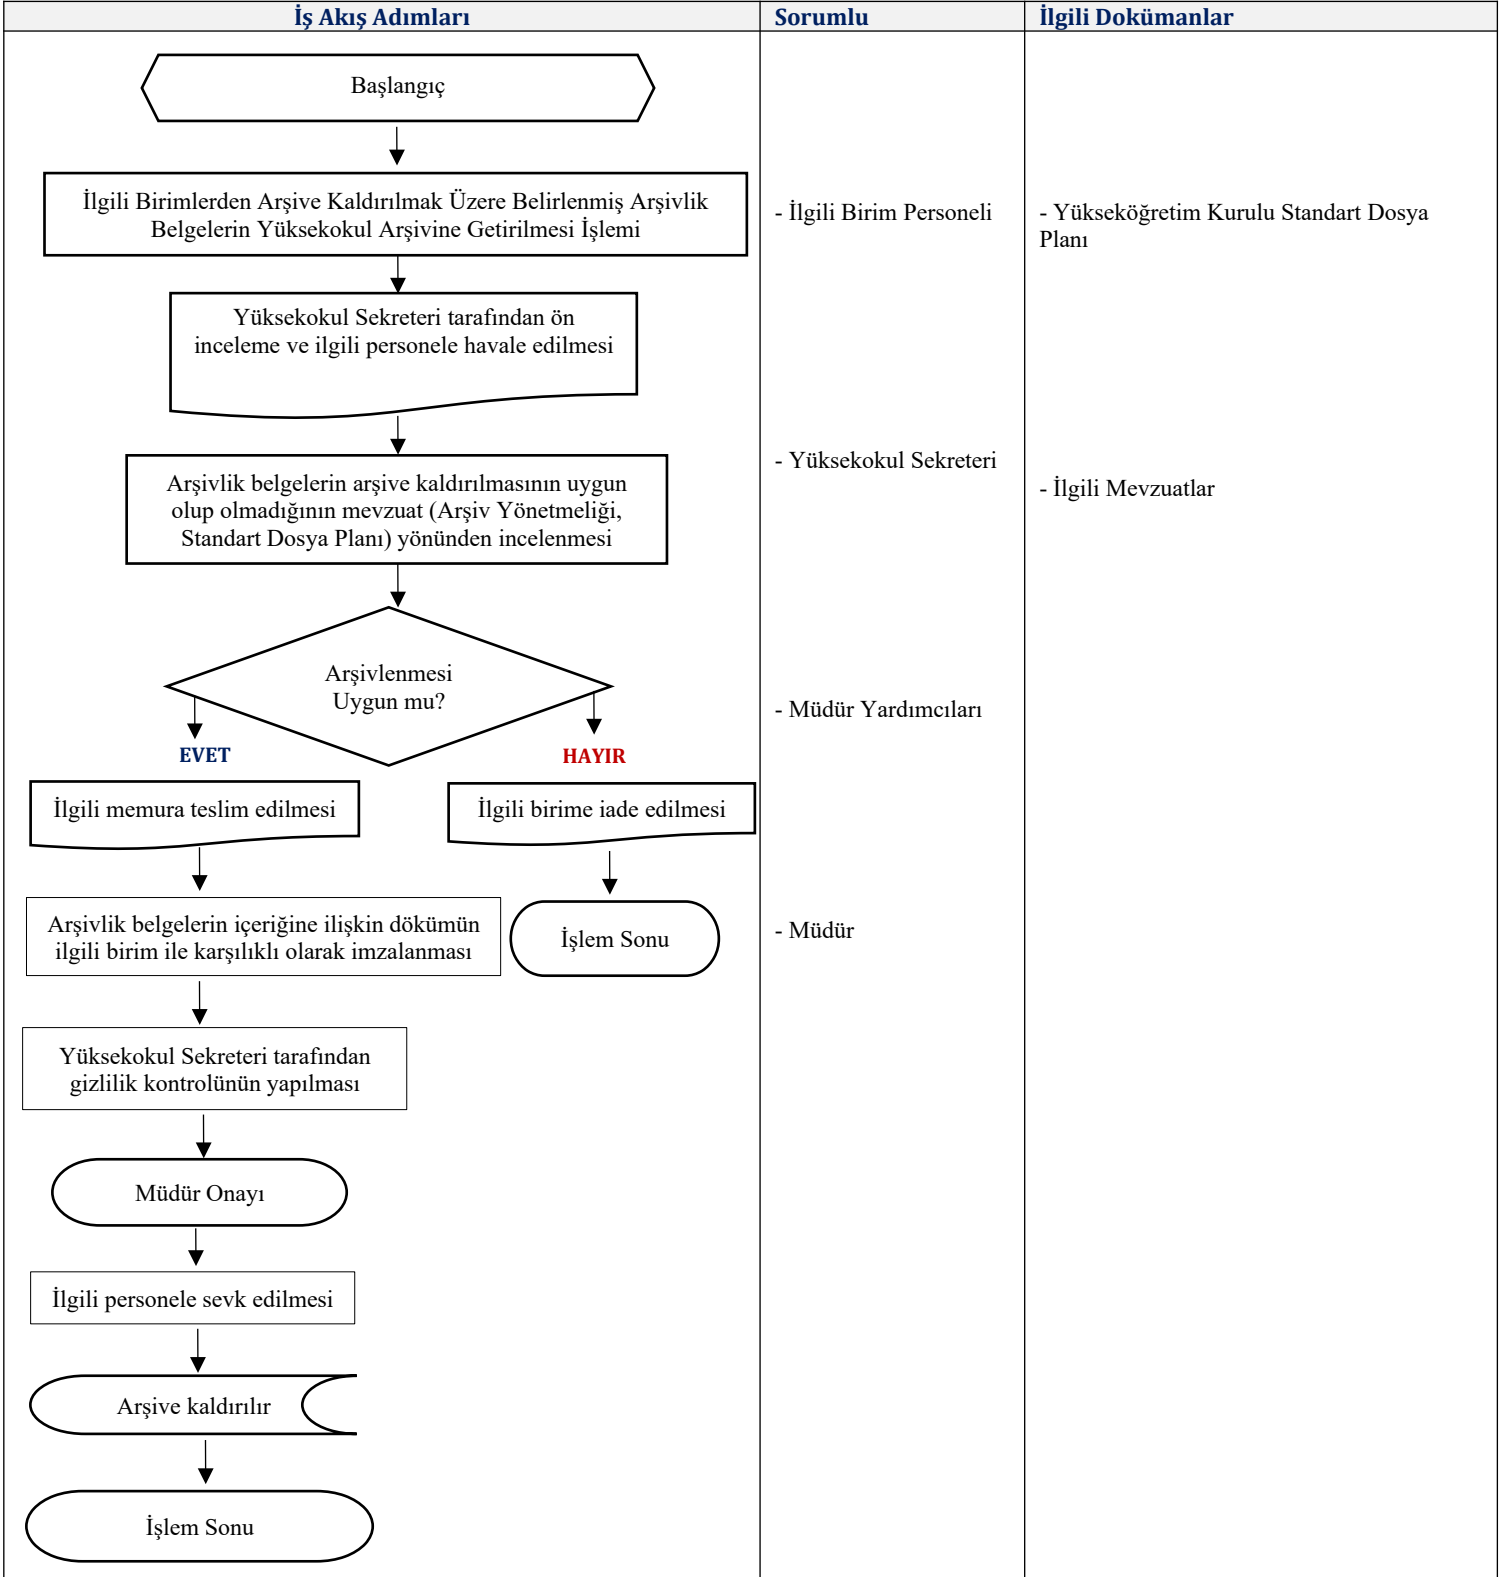 İş Akış Adımları
Sorumlu
İlgili Dokümanlar
Başlangıç
İlgili Birimlerden Arşive Kaldırılmak Üzere Belirlenmiş Arşivlik
Belgelerin Yüksekokul Arşivine Getirilmesi İşlemi
- İlgili Birim Personeli
- Yükseköğretim Kurulu Standart Dosya
Planı
Yüksekokul Sekreteri tarafından ön
inceleme ve ilgili personele havale edilmesi
Arşivlik belgelerin arşive kaldırılmasının uygun
olup olmadığının mevzuat (Arşiv Yönetmeliği,
Standart Dosya Planı) yönünden incelenmesi
- Yüksekokul Sekreteri
- İlgili Mevzuatlar
Arşivlenmesi
Uygun mu?
- Müdür Yardımcıları
EVET
HAYIR
İlgili memura teslim edilmesi
İlgili birime iade edilmesi
Arşivlik belgelerin içeriğine ilişkin dökümün
ilgili birim ile karşılıklı olarak imzalanması
İşlem Sonu
- Müdür
Yüksekokul Sekreteri tarafından
gizlilik kontrolünün yapılması
Müdür Onayı
İlgili personele sevk edilmesi
Arşive kaldırılır
İşlem Sonu